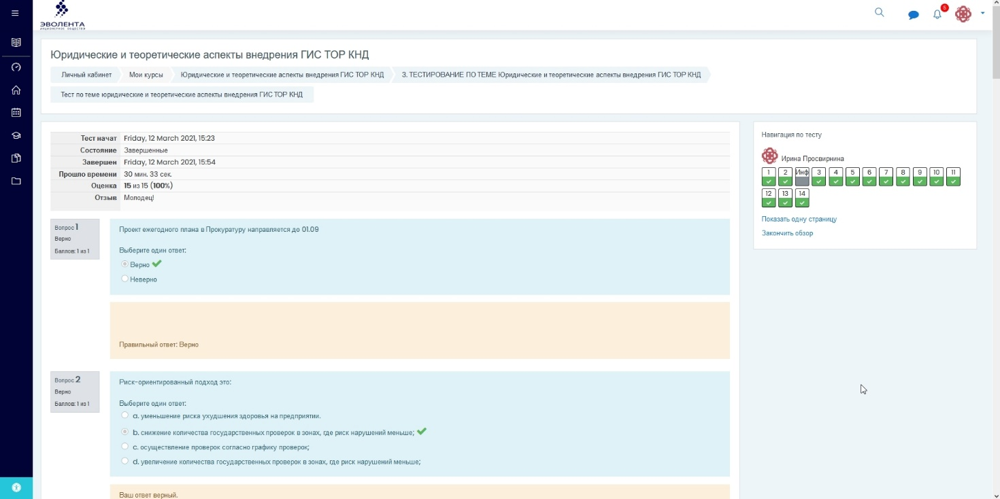 ЭВОЛЕНТА
АКЦИОНЕРНОЕ ОБЩЕСТВО
5
Юридические и теоретические аспекты внедрения ГИС ТОР КНД
Личный кабинет Мои курсы Юридические и теоретические аспекты внедрения ГИС ТОР КНД 3. ТЕСТИРОВАНИЕ ПО ТЕМЕ Юридические и теоретические аспекты внедрения ГИС ТОР КНД
Тест по теме юридические и теоретические аспекты внедрения ГИС ТОР КНД
Тест начат Friday, 12 March 2021, 15:23
Состояние Завершенные
Завершен Friday, 12 March 2021, 15:54
Прошло времени 30 мин. 33 сек.
Оценка 15 из 15 (100%)
Отзыв Молодец!
Вопрос 1
Верно
Баллов: 1 из 1
Проект ежегодного плана в Прокуратуру направляется до 01.09
Выберите один ответ:
Верно
Неверно
Правильный ответ: Верно
Вопрос 2
Верно
Баллов: 1 из 1
Риск-ориентированный подход это:
Выберите один ответ:
a. уменьшение риска ухудшения здоровья на предприятии.
b. снижение количества государственных проверок в зонах, где риск нарушений меньше;
c. осуществление проверок согласно графику проверок;
d. увеличение количества государственных проверок в зонах, где риск нарушений меньше;
Ваш ответ верный.
Навигация по тесту
Ирина Просвирнина
1 2 Инф 3 4 5 6 7 8 9 10 11
12 13 14
Показать одну страницу
Закончить обзор